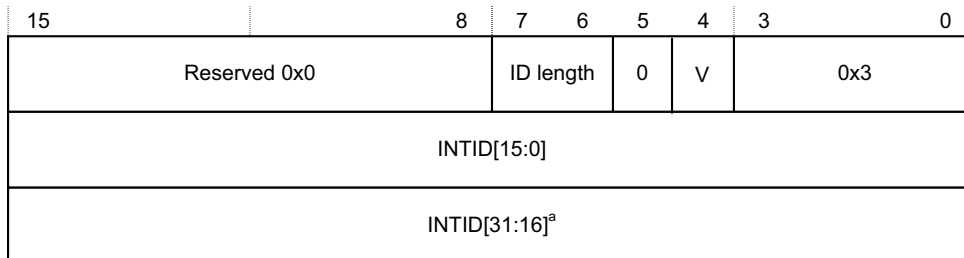 15 8 7 6 5 4 3 0
Reserved 0x0 ID length 0 V 0x3
INTID[15:0]
INTID[31:16]a